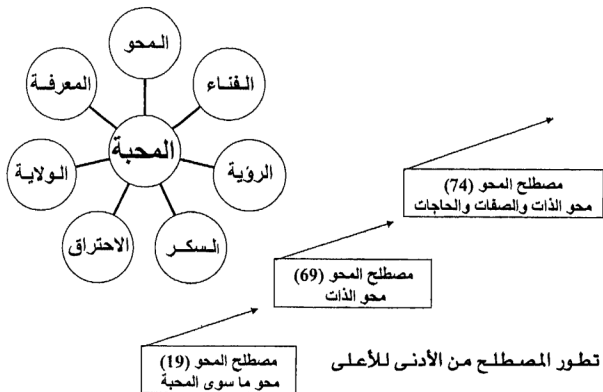 المحو
الفناء
المعرفة
المحبة
الرؤية
الولاية
السكر
الاحتراق
مصطلح المحو (74)
محو الذات والصفات والحاجات
مصطلح المحو (69)
محو الذات
تطور المصطلح من الأدنى للأعلى
مصطلح المحو (19)
محو ما سوى المحبة